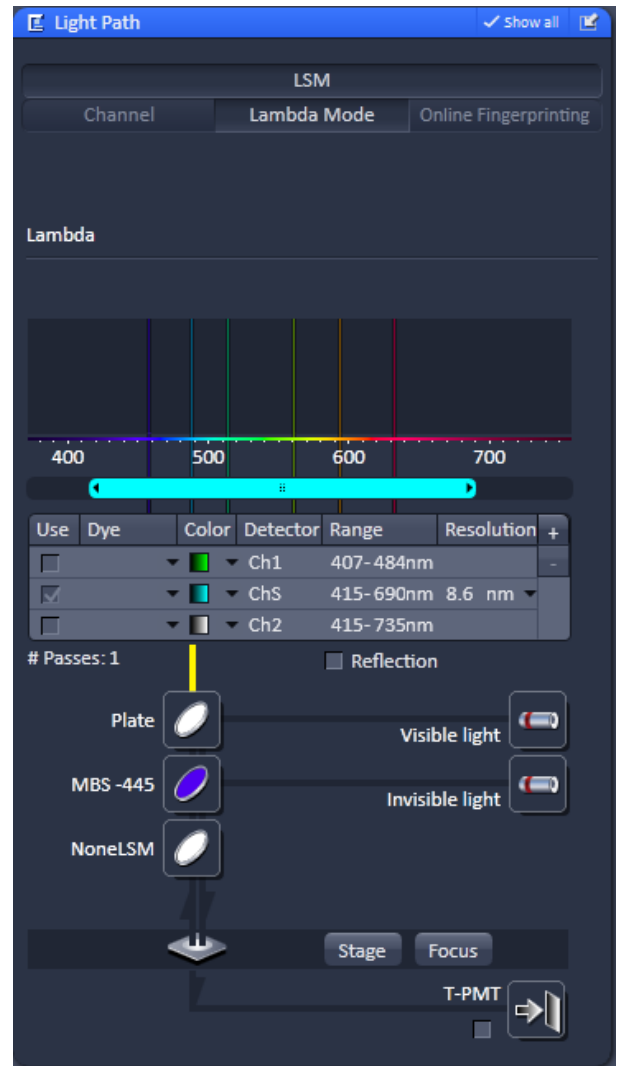 Light Path Show all
LSM
Channel Lambda Mode Online Fingerprinting
Lambda
400 500 600 700
Use Dye Color Detector Range Resolution +
Ch1 407-484nm -
ChS 415-690nm 8.6 nm
Ch2 415-735nm
# Passes: 1 Reflection
Plate
Visible light
MBS -445
Invisible light
NoneLSM
Stage Focus
T-PMT